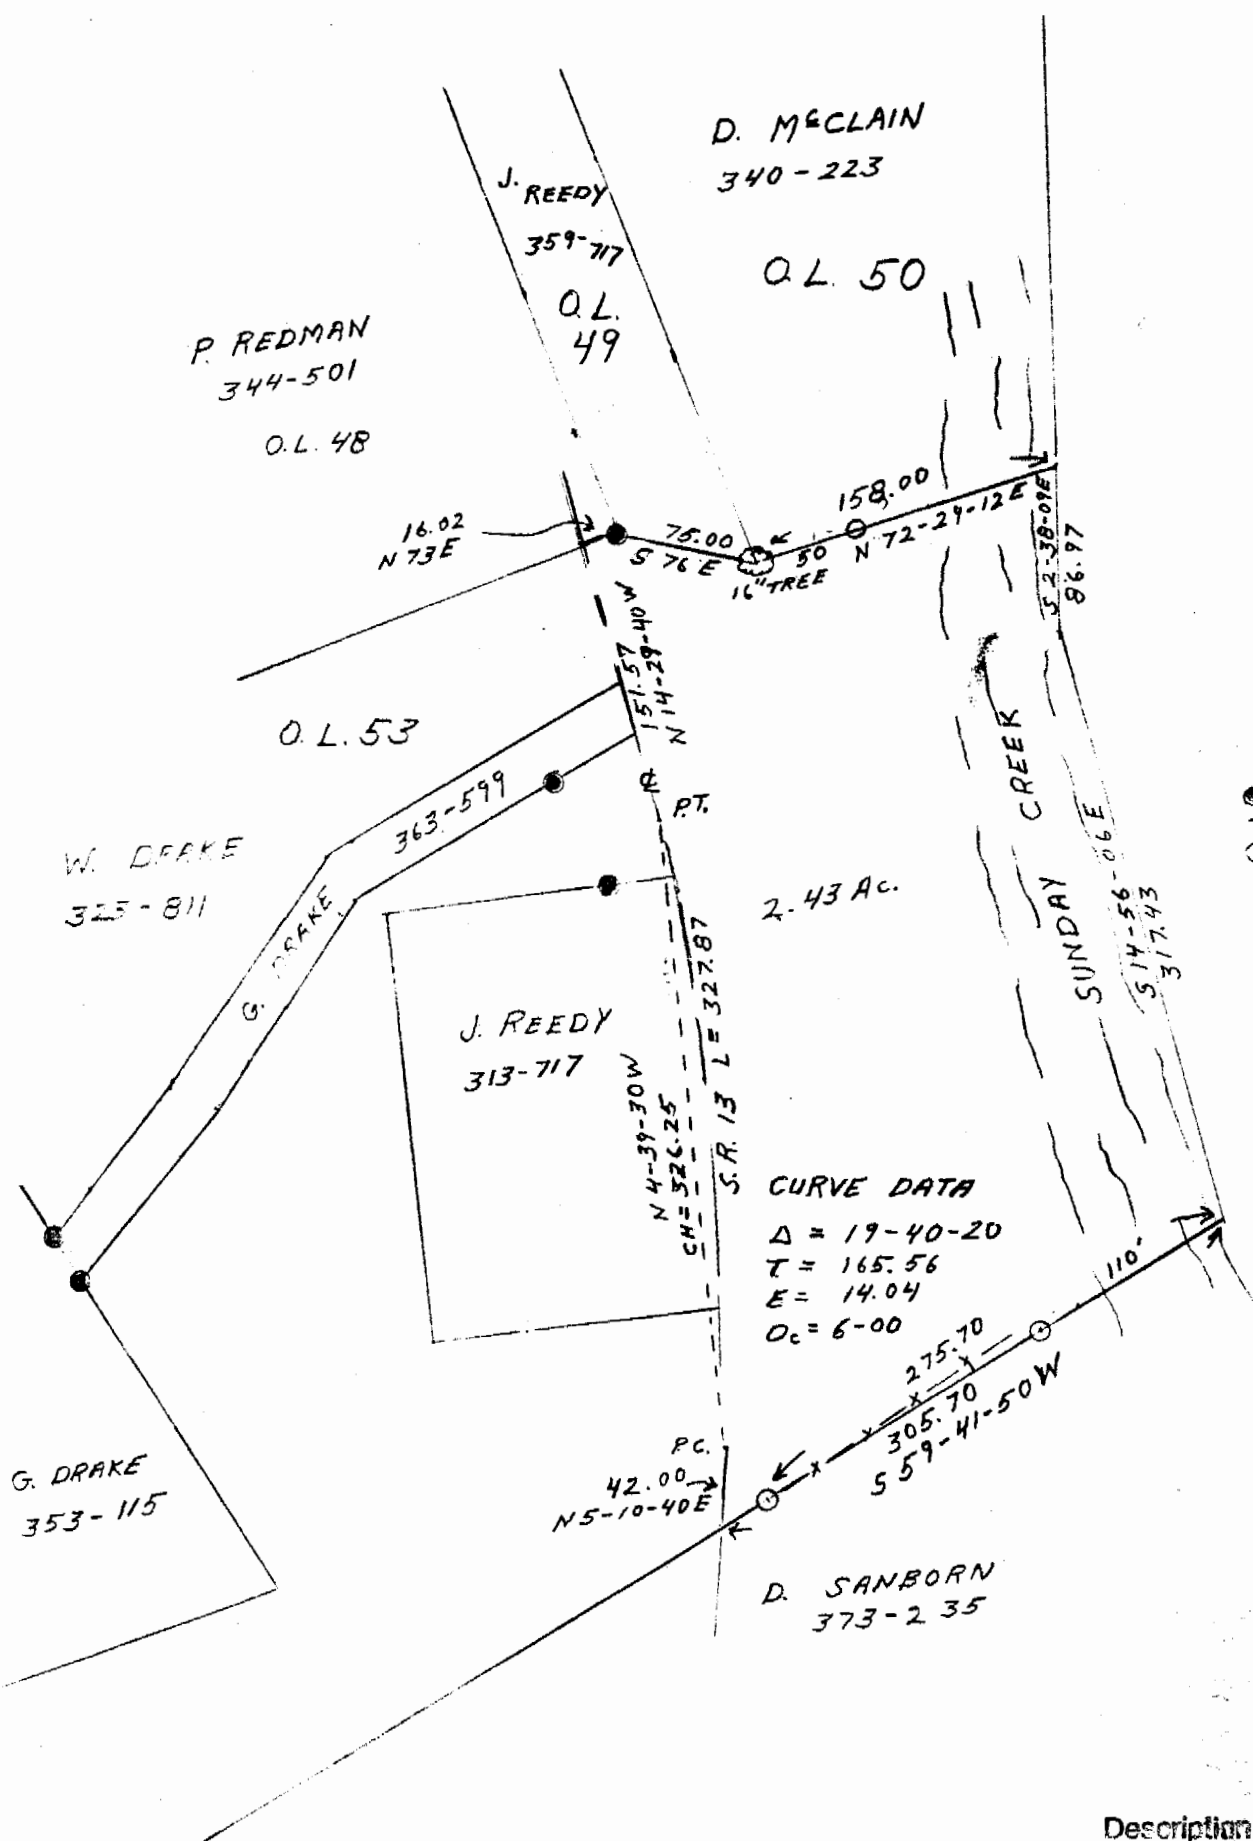 D. McCLAIN
340-223
J. REEDY
359-717
O.L.
49
O.L. 50
P. REDMAN
344-501
O.L. 48
16.02
N 73 E
75.00
S 76 E
16" TREE
50
158.00
N 72-29-12 E
S 2-38-09E
86.97
151.57
N 14-29-40W
O.L. 53
363-599
G. DRAKE
W. DRAKE
323-811
℄
P.T.
2.43 Ac.
SUNDAY CREEK
S 14-56-06 E
317.43
J. REEDY
313-717
N 4-39-30W
CH=326.25
S.R. 13 L = 327.87
CURVE DATA
Δ = 19-40-20
T = 165.56
E = 14.04
Dc = 6-00
110'
275.70
305.70
S 59-41-50 W
P.C.
42.00
N 5-10-40 E
G. DRAKE
353-115
D. SANBORN
373-235
Description